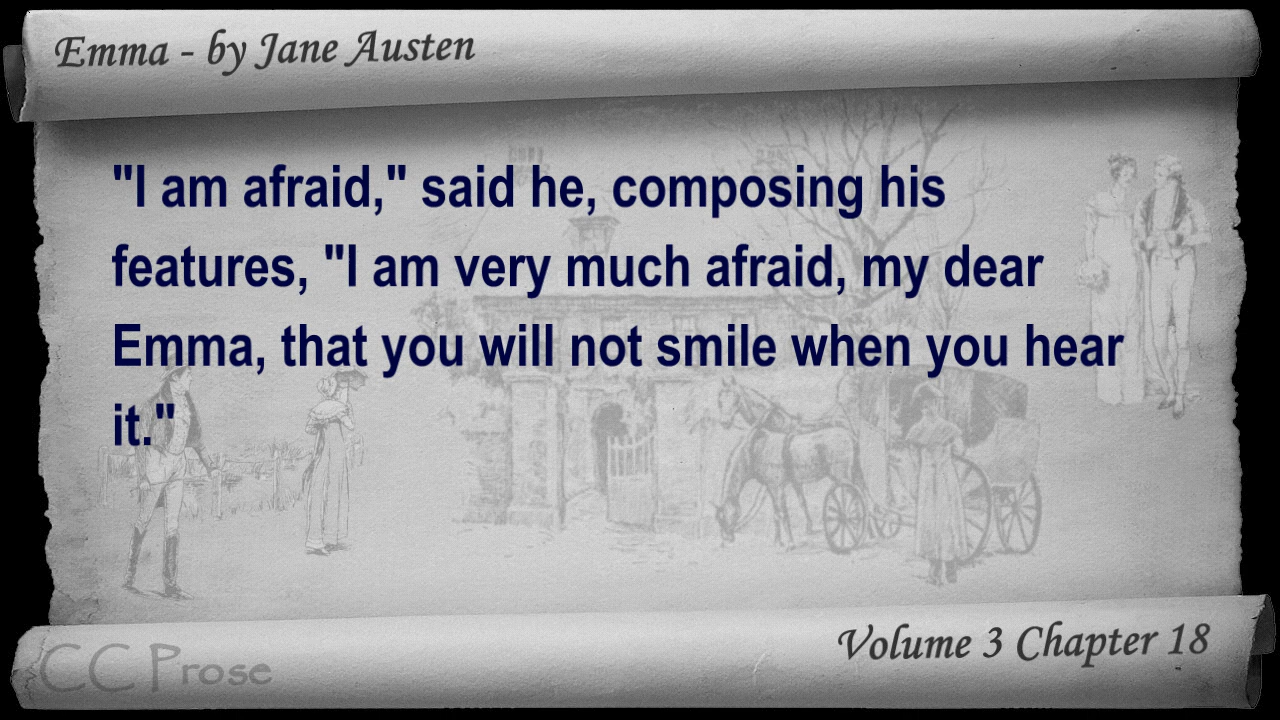 Emma - by Jane Austen
"I am afraid," said he, composing his
features, "I am very much afraid, my dear
Emma, that you will not smile when you hear
it."
Volume 3 Chapter 18
CC Prose